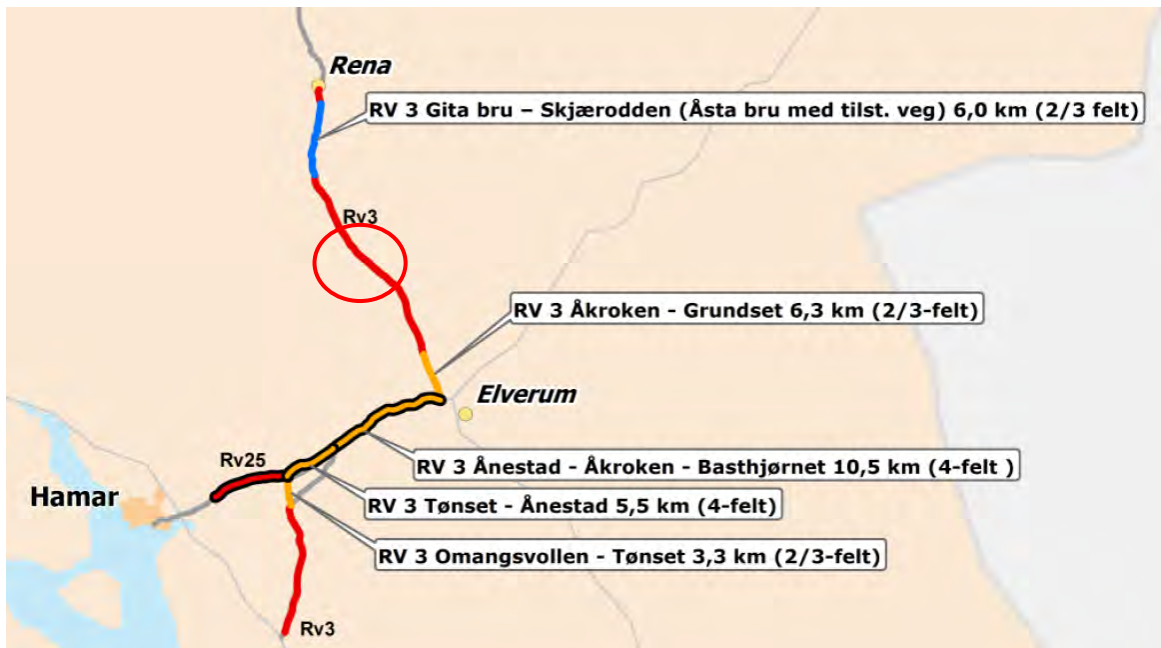 Rena
RV 3 Gita bru – Skjærodden (Åsta bru med tilst. veg) 6,0 km (2/3 felt)
Rv3
RV 3 Åkroken - Grundset 6,3 km (2/3-felt)
Elverum
Rv25
RV 3 Ånestad - Åkroken - Basthjørnet 10,5 km (4-felt )
Hamar
RV 3 Tønset - Ånestad 5,5 km (4-felt)
RV 3 Omangsvollen - Tønset 3,3 km (2/3-felt)
Rv3